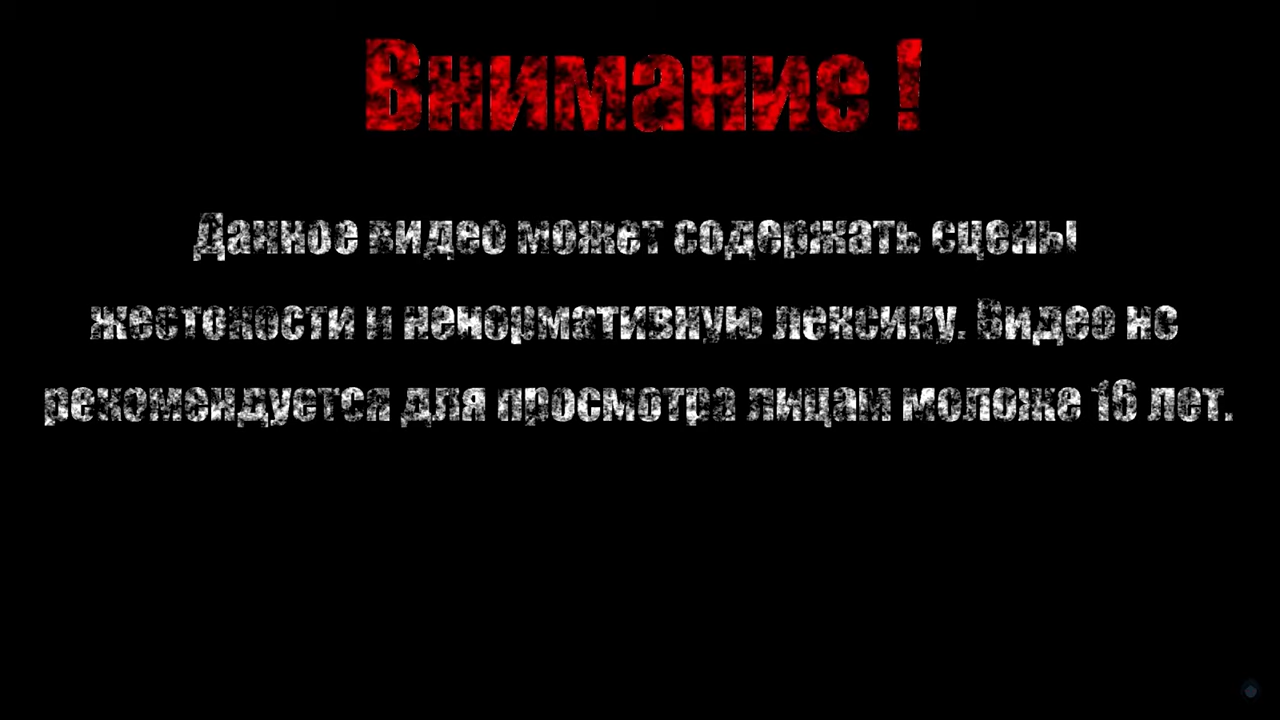 Внимание !
Данное видео может содержать сцены
жестокости и ненормативную лексику. Видео не
рекомендуется для просмотра лицам моложе 16 лет.